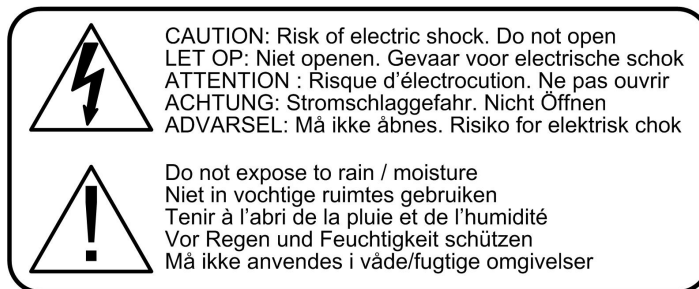 CAUTION: Risk of electric shock. Do not open
LET OP: Niet openen. Gevaar voor electrische schok
ATTENTION : Risque d'électrocution. Ne pas ouvrir
ACHTUNG: Stromschlaggefahr. Nicht Öffnen
ADVARSEL: Må ikke åbnes. Risiko for elektrisk chok
Do not expose to rain / moisture
Niet in vochtige ruimtes gebruiken
Tenir à l'abri de la pluie et de l'humidité
Vor Regen und Feuchtigkeit schützen
Må ikke anvendes i våde/fugtige omgivelser